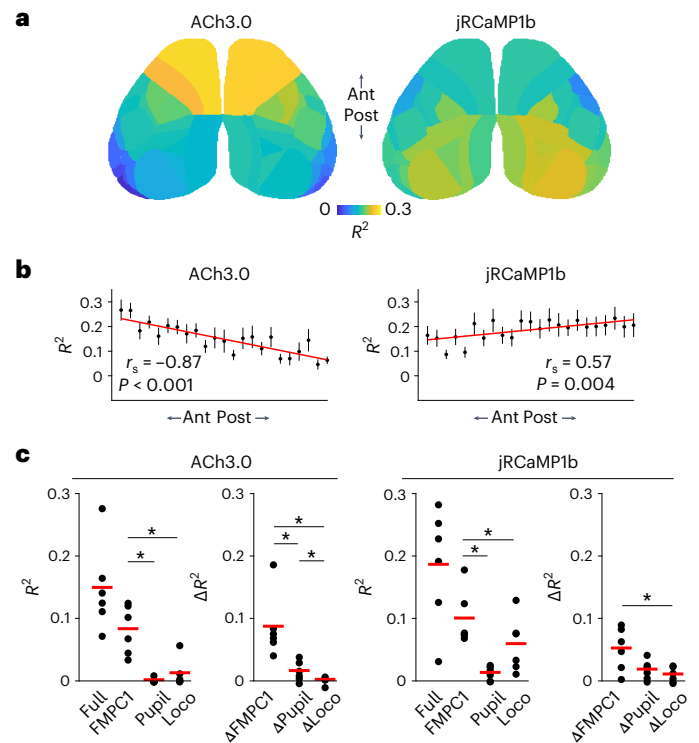 a
ACh3.0 jRCaMP1b
Ant
Post
0 0.3
R²
b
ACh3.0 jRCaMP1b
R² 0.3 0.2 0.1 0
rₛ = −0.87
P < 0.001
←Ant Post→
R² 0.3 0.2 0.1 0
rₛ = 0.57
P = 0.004
←Ant Post→
c
ACh3.0 jRCaMP1b
R² 0.3 0.2 0.1 0
* *
Full FMPC1 Pupil Loco
ΔR² 0.3 0.2 0.1 0
* * *
ΔFMPC1 ΔPupil ΔLoco
R² 0.3 0.2 0.1 0
* *
Full FMPC1 Pupil Loco
ΔR² 0.3 0.2 0.1 0
*
ΔFMPC1 ΔPupil ΔLoco